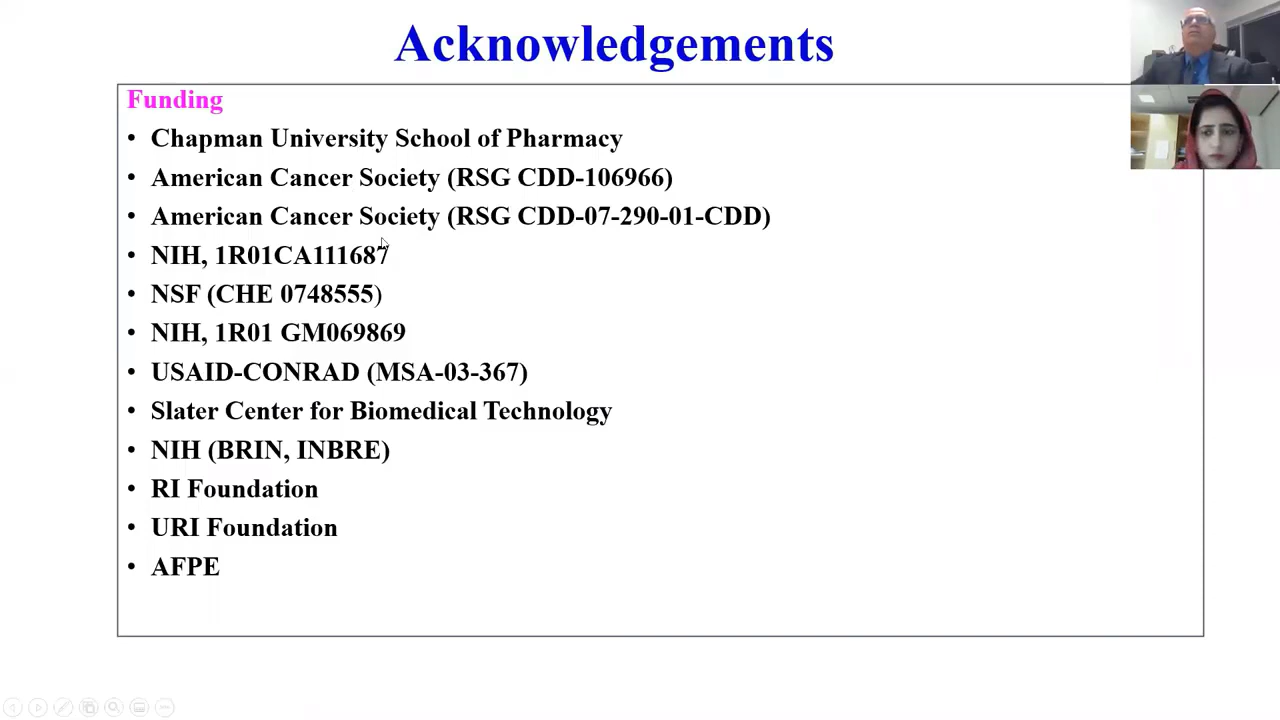 Acknowledgements
Funding
• Chapman University School of Pharmacy
• American Cancer Society (RSG CDD-106966)
• American Cancer Society (RSG CDD-07-290-01-CDD)
• NIH, 1R01CA111687
• NSF (CHE 0748555)
• NIH, 1R01 GM069869
• USAID-CONRAD (MSA-03-367)
• Slater Center for Biomedical Technology
• NIH (BRIN, INBRE)
• RI Foundation
• URI Foundation
• AFPE